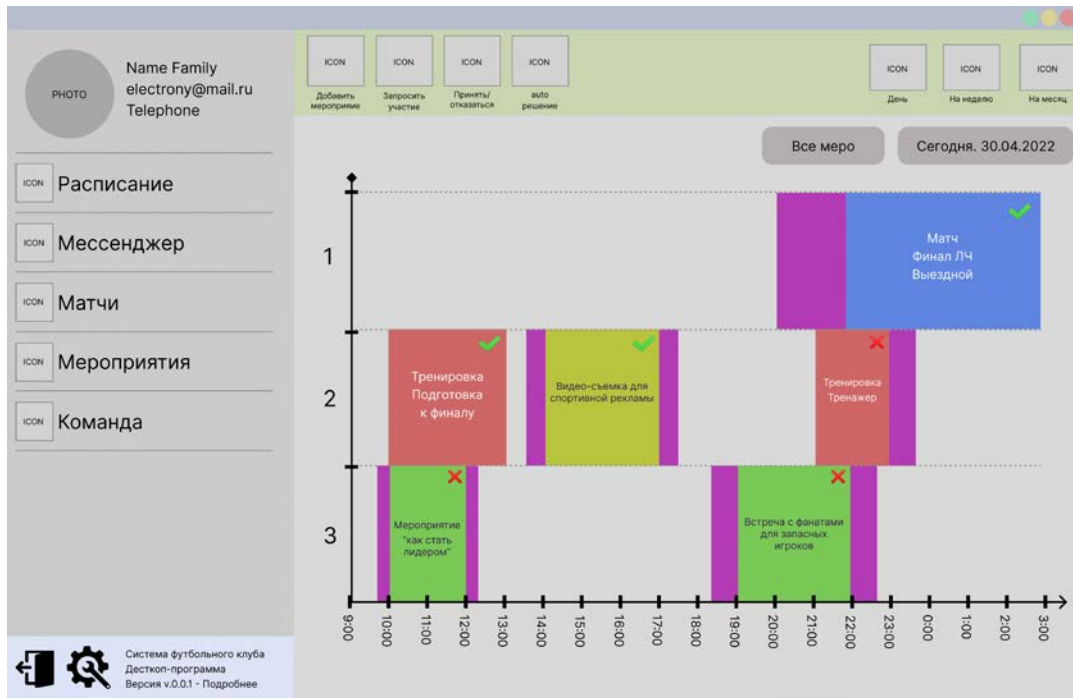 PHOTO
Name Family
electrony@mail.ru
Telephone
ICON Расписание
ICON Мессенджер
ICON Матчи
ICON Мероприятия
ICON Команда
Система футбольного клуба
Десткоп-программа
Версия v.0.0.1 - Подробнее
ICON
Добавить
мероприяие
ICON
Запросить
участие
ICON
Принять/
отказаться
ICON
auto
решение
ICON
День
ICON
На неделю
ICON
На месяц
Все меро
Сегодня. 30.04.2022
1
Матч
Финал ЛЧ
Выездной
2
Тренировка
Подготовка
к финалу
Видео-съемка для
спортивной рекламы
Тренировка
Тренажер
3
Мероприятие
"как стать
лидером"
Встреча с фанатами
для запасных
игроков
9:00 10:00 11:00 12:00 13:00 14:00 15:00 16:00 17:00 18:00 19:00 20:00 21:00 22:00 23:00 0:00 1:00 2:00 3:00